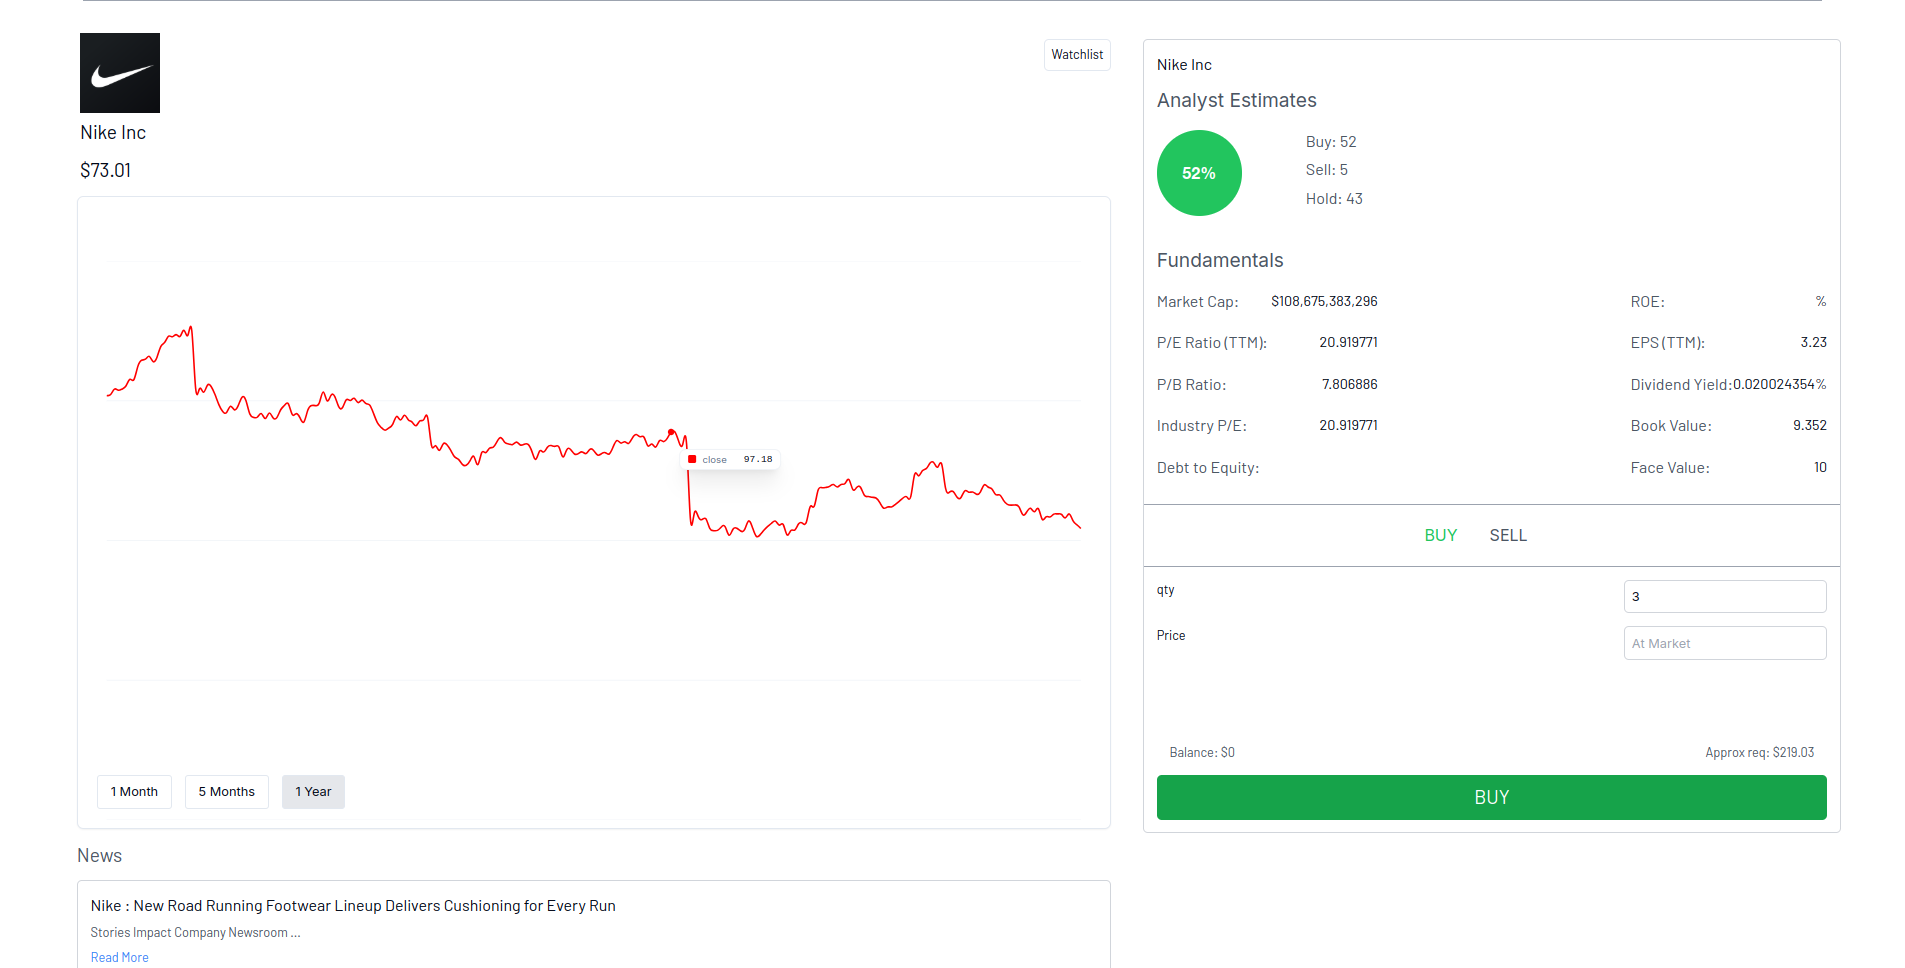 Nike Inc
$73.01
Watchlist
close 97.18
1 Month 5 Months 1 Year
News
Nike : New Road Running Footwear Lineup Delivers Cushioning for Every Run
Stories Impact Company Newsroom ...
Read More
Nike Inc
Analyst Estimates
52%
Buy: 52
Sell: 5
Hold: 43
Fundamentals
Market Cap: $108,675,383,296 ROE: %
P/E Ratio (TTM): 20.919771 EPS (TTM): 3.23
P/B Ratio: 7.806886 Dividend Yield: 0.020024354%
Industry P/E: 20.919771 Book Value: 9.352
Debt to Equity: Face Value: 10
BUY SELL
qty 3
Price At Market
Balance: $0 Approx req: $219.03
BUY